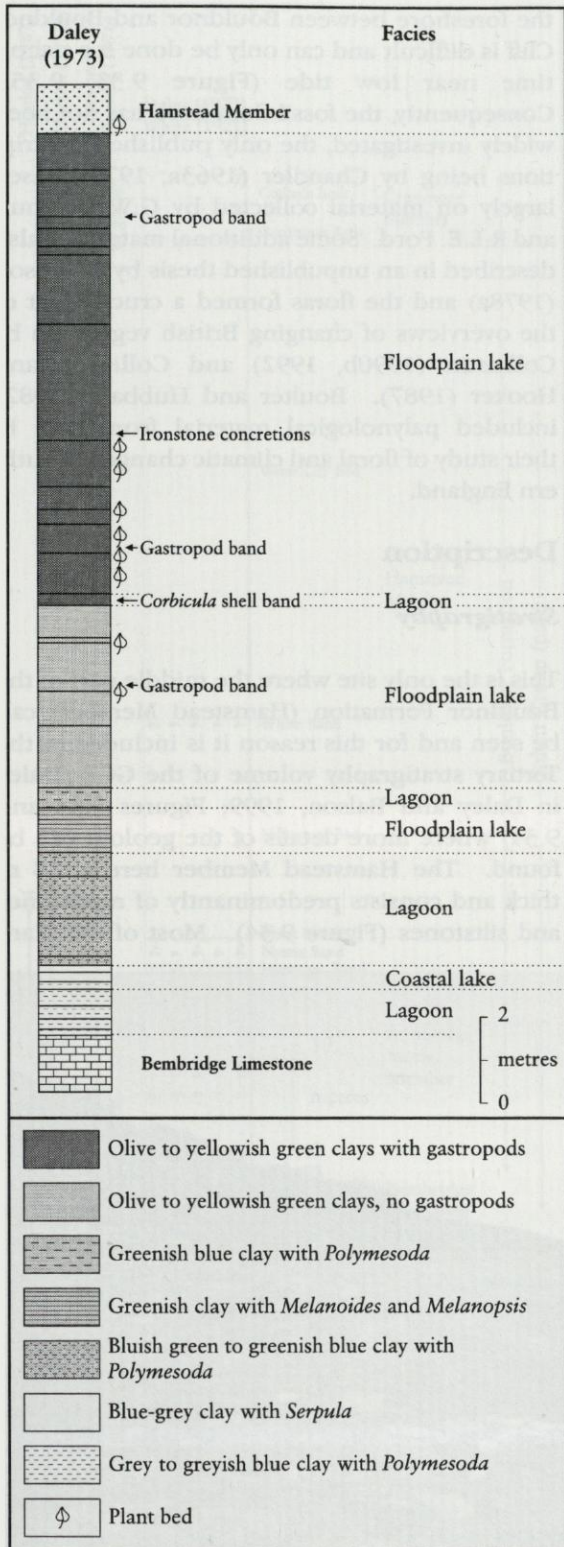 Daley
(1973)
Facies
Hamstead Member
Gastropod band
Floodplain lake
Ironstone concretions
Gastropod band
Corbicula shell band
Lagoon
Gastropod band
Floodplain lake
Lagoon
Floodplain lake
Lagoon
Coastal lake
Lagoon
2
metres
0
Bembridge Limestone
Olive to yellowish green clays with gastropods
Olive to yellowish green clays, no gastropods
Greenish blue clay with Polymesoda
Greenish clay with Melanoides and Melanopsis
Bluish green to greenish blue clay with
Polymesoda
Blue-grey clay with Serpula
Grey to greyish blue clay with Polymesoda
Plant bed